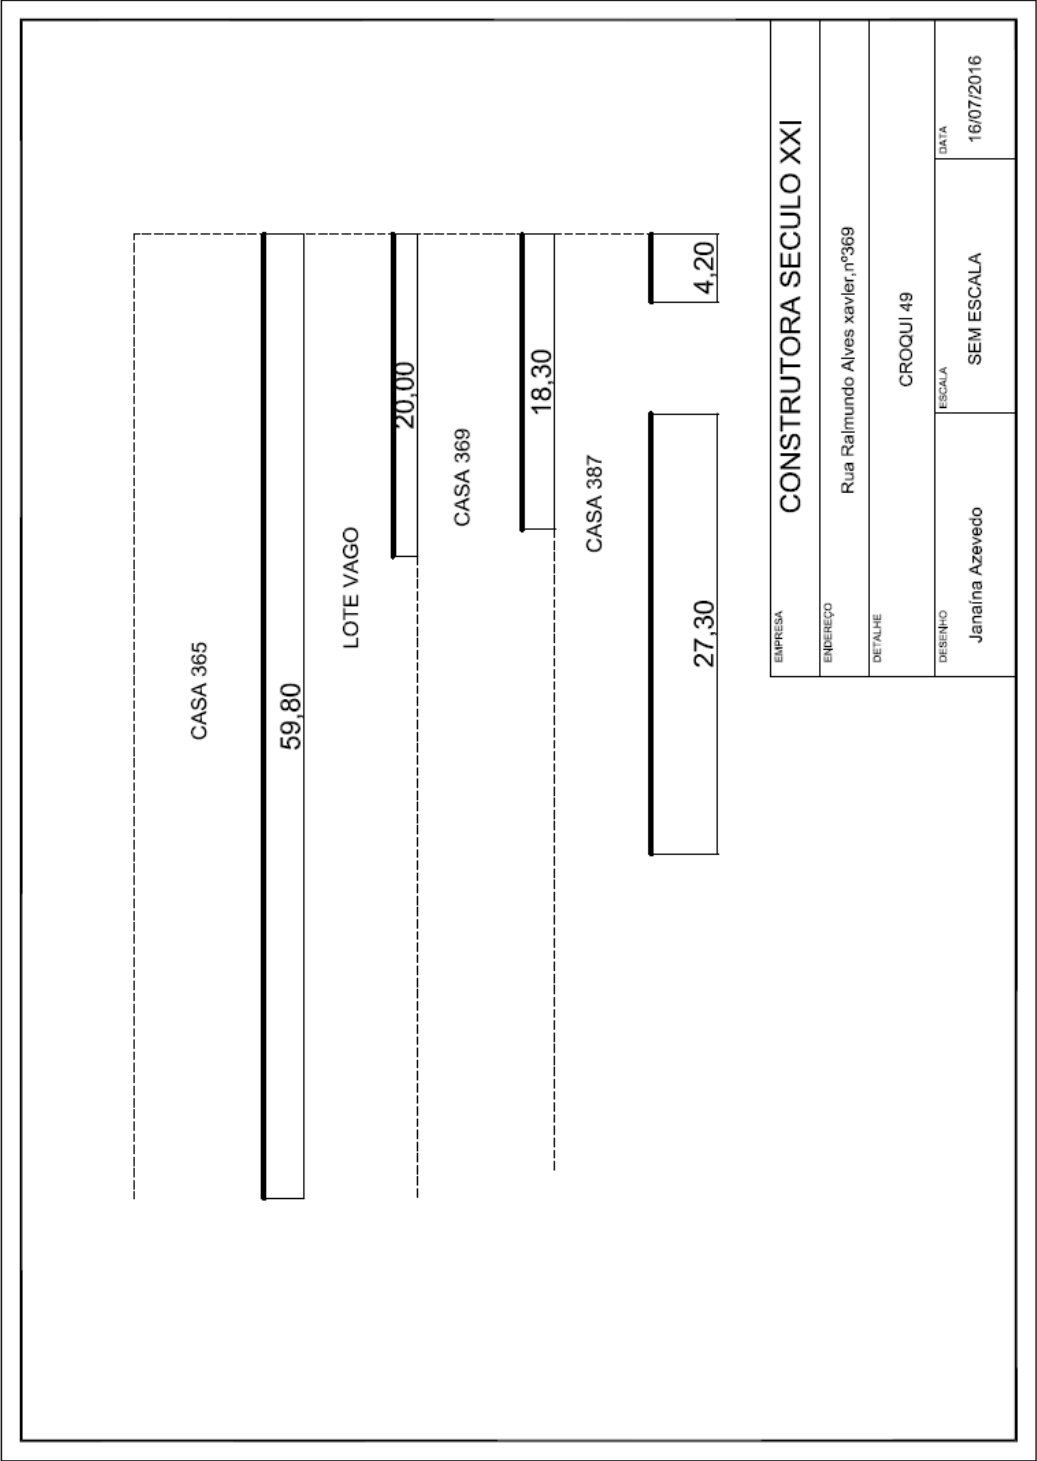 CASA 365
59,80
LOTE VAGO
20,00
CASA 369
18,30
CASA 387
27,30
4,20
EMPRESA
CONSTRUTORA SECULO XXI
ENDEREÇO
Rua Raimundo Alves xavier,nº369
DETALHE
CROQUI 49
DESENHO
Janaína Azevedo
ESCALA
SEM ESCALA
DATA
16/07/2016